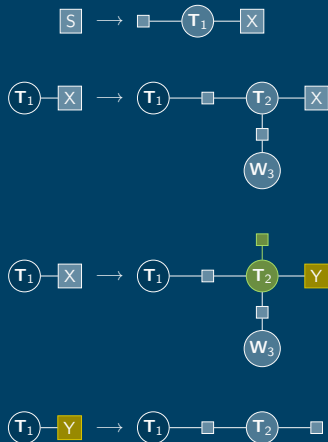 S → T₁ X
T₁ X → T₁ T₂ X
W₃
T₁ X → T₁ T₂ Y
W₃
T₁ Y → T₁ T₂